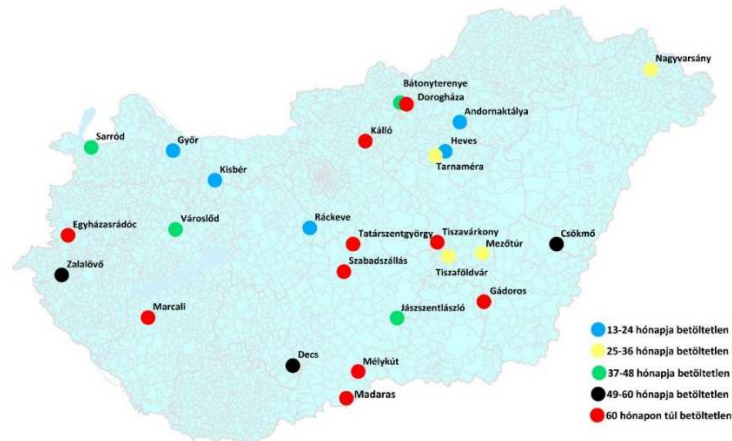 Nagyvarsány
Bátonyterenye
Dorogháza
Andornaktálya
Sarród
Győr
Kálló
Heves
Tarnaméra
Kisbér
Egyházasrádóc
Városlőd
Ráckeve
Tatárszentgyörgy
Tiszavárkony
Mezőtúr
Csökmő
Zalalövő
Szabadszállás
Tiszaföldvár
Gádoros
Marcali
Jászszentlászló
13-24 hónapja betöltetlen
25-36 hónapja betöltetlen
Decs
Mélykút
37-48 hónapja betöltetlen
49-60 hónapja betöltetlen
Madaras
60 hónapon túl betöltetlen